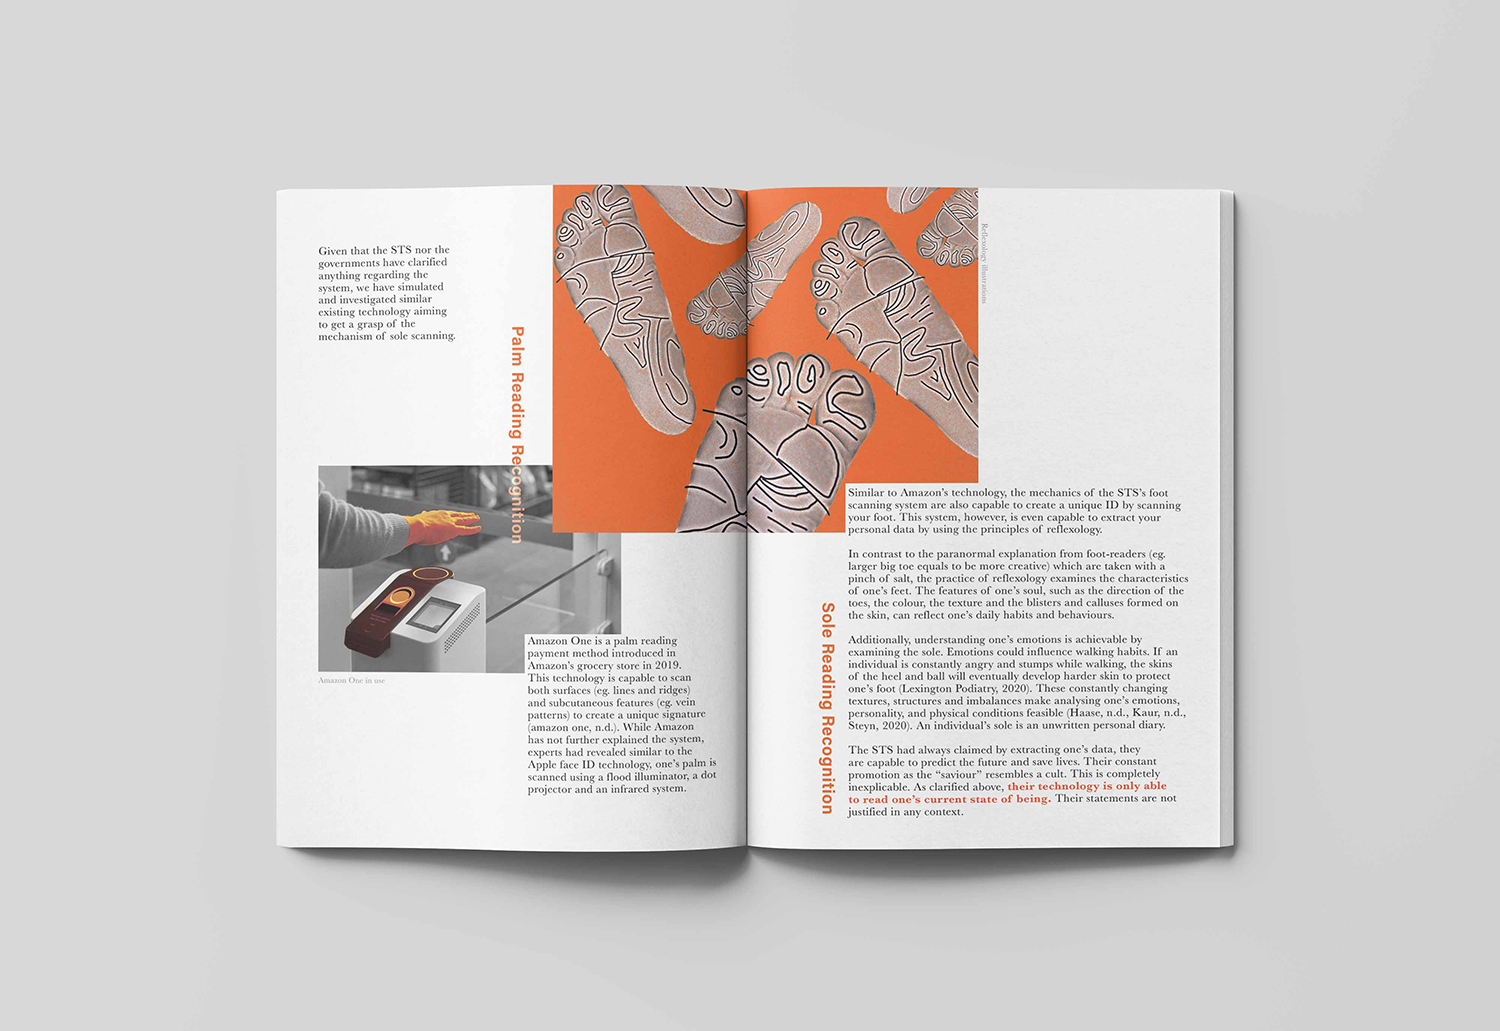 Given that the STS nor the
governments have clarified
anything regarding the
system, we have simulated
and investigated similar
existing technology aiming
to get a grasp of the
mechanism of sole scanning.
Palm Reading Recognition
Amazon One in use
Amazon One is a palm reading
payment method introduced in
Amazon's grocery store in 2019.
This technology is capable to scan
both surfaces (eg. lines and ridges)
and subcutaneous features (eg. vein
patterns) to create a unique signature
(amazon one, n.d.). While Amazon
has not further explained the system,
experts had revealed similar to the
Apple face ID technology, one's palm is
scanned using a flood illuminator, a dot
projector and an infrared system.
Reflexology illustrations
Sole Reading Recognition
Similar to Amazon's technology, the mechanics of the STS's foot
scanning system are also capable to create a unique ID by scanning
your foot. This system, however, is even capable to extract your
personal data by using the principles of reflexology.
In contrast to the paranormal explanation from foot-readers (eg.
larger big toe equals to be more creative) which are taken with a
pinch of salt, the practice of reflexology examines the characteristics
of one's feet. The features of one's soul, such as the direction of the
toes, the colour, the texture and the blisters and calluses formed on
the skin, can reflect one's daily habits and behaviours.
Additionally, understanding one's emotions is achievable by
examining the sole. Emotions could influence walking habits. If an
individual is constantly angry and stumps while walking, the skins
of the heel and ball will eventually develop harder skin to protect
one's foot (Lexington Podiatry, 2020). These constantly changing
textures, structures and imbalances make analysing one's emotions,
personality, and physical conditions feasible (Haase, n.d., Kaur, n.d.,
Steyn, 2020). An individual's sole is an unwritten personal diary.
The STS had always claimed by extracting one's data, they
are capable to predict the future and save lives. Their constant
promotion as the “saviour” resembles a cult. This is completely
inexplicable. As clarified above, their technology is only able
to read one's current state of being. Their statements are not
justified in any context.